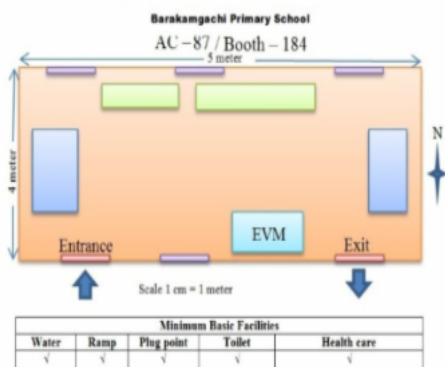 Barakamgachi Primary School
AC – 87 / Booth – 184
5 meter
4 meter
N
EVM
Entrance
Exit
Scale 1 cm = 1 meter
Minimum Basic Facilities
Water Ramp Plug point Toilet Health care
√ √ √ √ √